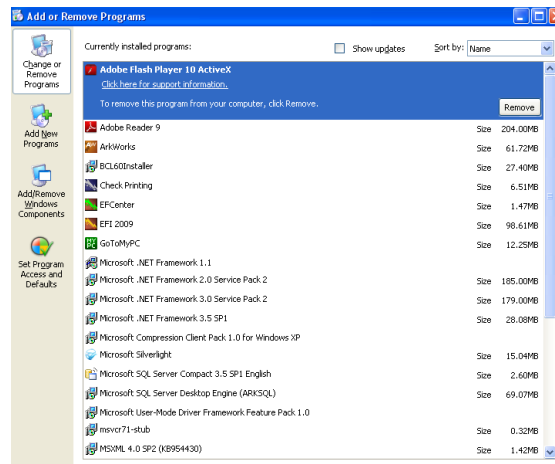 Add or Remove Programs
Change or
Remove
Programs
Add New
Programs
Add/Remove
Windows
Components
Set Program
Access and
Defaults
Currently installed programs:
Show updates
Sort by: Name
Adobe Flash Player 10 ActiveX
Click here for support information.
To remove this program from your computer, click Remove.
Remove
Adobe Reader 9 Size 204.00MB
ArkWorks Size 61.72MB
BCL60Installer Size 27.40MB
Check Printing Size 6.51MB
EFCenter Size 1.47MB
EFI 2009 Size 98.61MB
GoToMyPC Size 12.25MB
Microsoft .NET Framework 1.1
Microsoft .NET Framework 2.0 Service Pack 2 Size 185.00MB
Microsoft .NET Framework 3.0 Service Pack 2 Size 179.00MB
Microsoft .NET Framework 3.5 SP1 Size 28.08MB
Microsoft Compression Client Pack 1.0 for Windows XP
Microsoft Silverlight Size 15.04MB
Microsoft SQL Server Compact 3.5 SP1 English Size 2.60MB
Microsoft SQL Server Desktop Engine (ARKSQL) Size 69.07MB
Microsoft User-Mode Driver Framework Feature Pack 1.0
msvcr71-stub Size 0.32MB
MSXML 4.0 SP2 (KB954430) Size 1.42MB